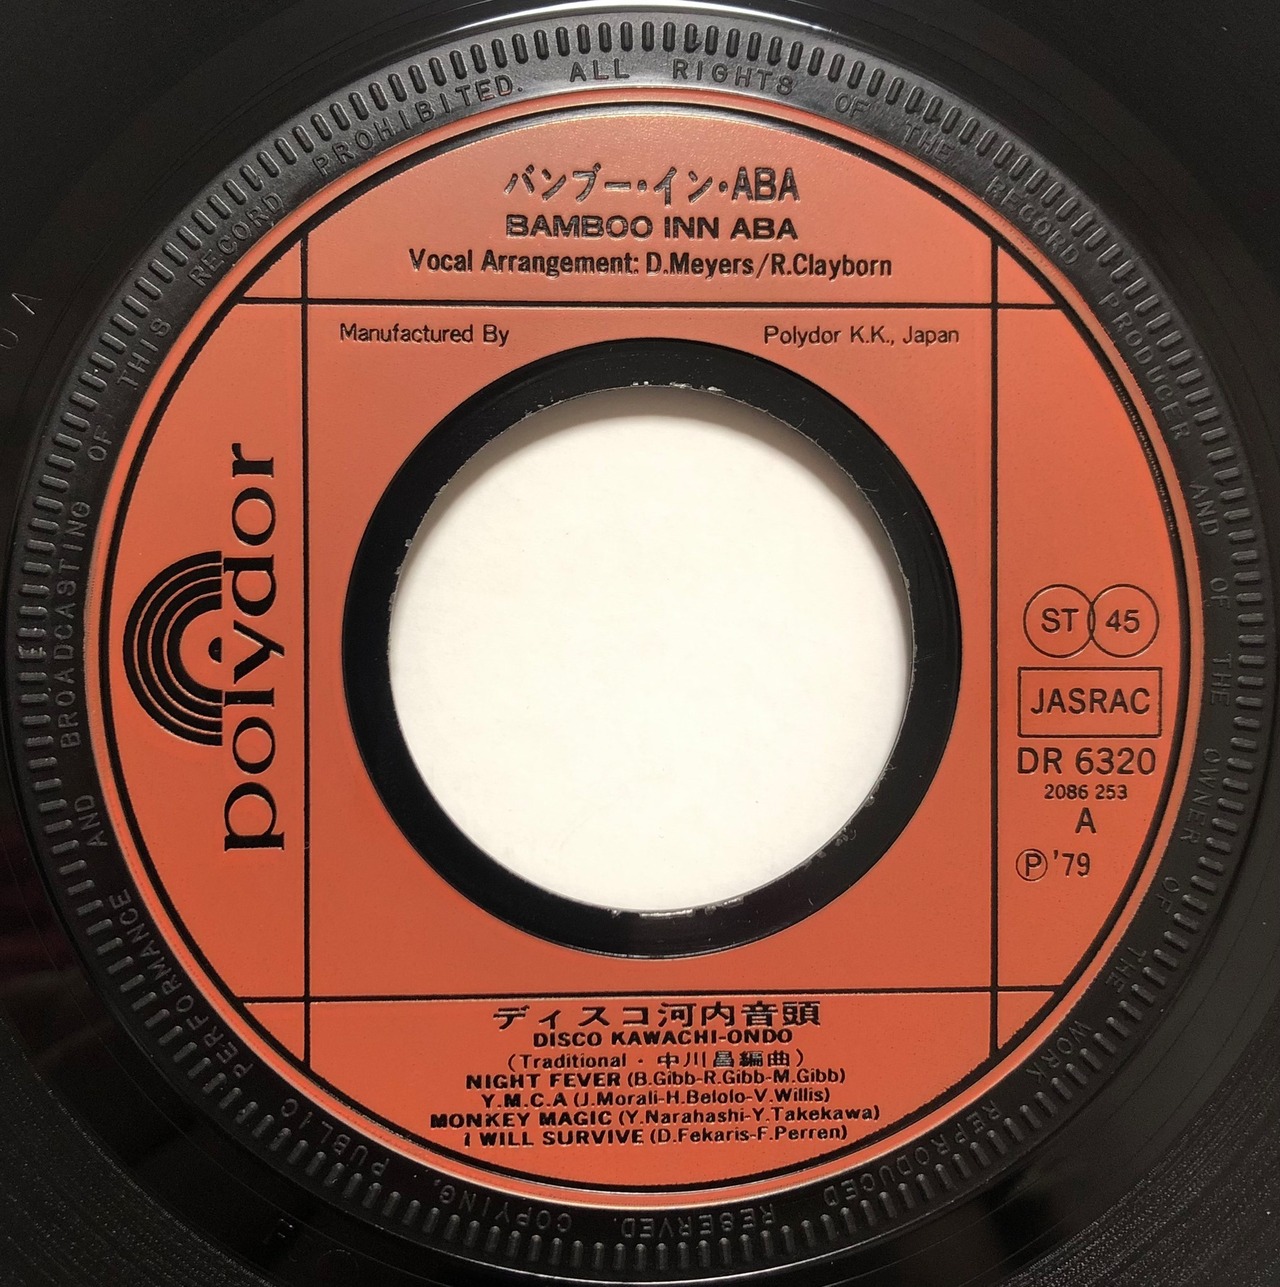 バンブー・イン・ABA
BAMBOO INN ABA
Vocal Arrangement: D.Meyers/R.Clayborn
Manufactured By
Polydor K.K., Japan
polydor
ST 45
JASRAC
DR 6320
2086 253
A
Ⓟ'79
ディスコ河内音頭
DISCO KAWACHI-ONDO
(Traditional・中川昌編曲)
NIGHT FEVER (B.Gibb-R.Gibb-M.Gibb)
Y.M.C.A (J.Morali-H.Belolo-V.Willis)
MONKEY MAGIC (Y.Narahashi-Y.Takekawa)
I WILL SURVIVE (D.Fekaris-F.Perren)
ALL RIGHTS OF THE RECORD PRODUCER AND OF THE OWNER OF THE WORK REPRODUCED RESERVED. COPYING, PUBLIC PERFORMANCE AND BROADCASTING OF THIS RECORD PROHIBITED.